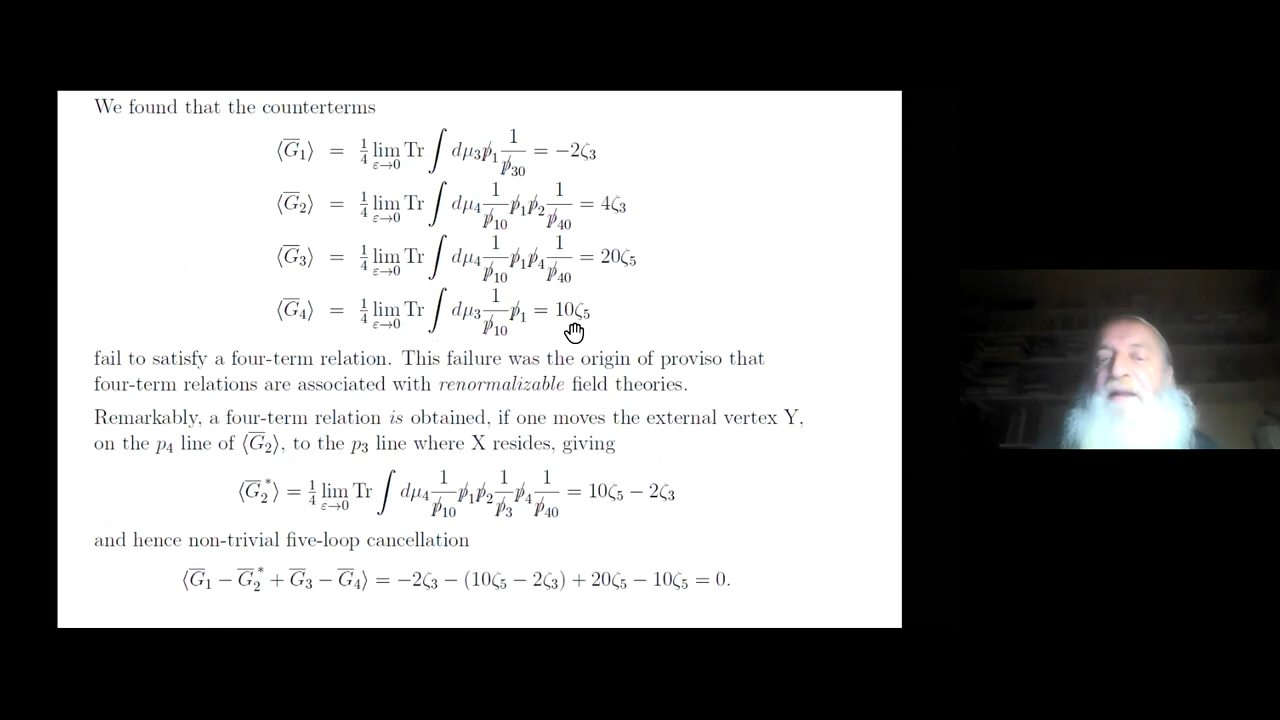 We found that the counterterms
⟨G̅₁⟩ = ¼ lim_{ε→0} Tr ∫ dμ₃ p̸₁ 1/p̸₃₀ = −2ζ₃
⟨G̅₂⟩ = ¼ lim_{ε→0} Tr ∫ dμ₄ 1/p̸₁₀ p̸₁p̸₂ 1/p̸₄₀ = 4ζ₃
⟨G̅₃⟩ = ¼ lim_{ε→0} Tr ∫ dμ₄ 1/p̸₁₀ p̸₁p̸₄ 1/p̸₄₀ = 20ζ₅
⟨G̅₄⟩ = ¼ lim_{ε→0} Tr ∫ dμ₃ 1/p̸₁₀ p̸₁ = 10ζ₅
fail to satisfy a four-term relation. This failure was the origin of proviso that
four-term relations are associated with renormalizable field theories.
Remarkably, a four-term relation is obtained, if one moves the external vertex Y,
on the p₄ line of ⟨G̅₂⟩, to the p₃ line where X resides, giving
⟨G̅₂*⟩ = ¼ lim_{ε→0} Tr ∫ dμ₄ 1/p̸₁₀ p̸₁p̸₂ 1/p̸₃ p̸₄ 1/p̸₄₀ = 10ζ₅ − 2ζ₃
and hence non-trivial five-loop cancellation
⟨G̅₁ − G̅₂* + G̅₃ − G̅₄⟩ = −2ζ₃ − (10ζ₅ − 2ζ₃) + 20ζ₅ − 10ζ₅ = 0.